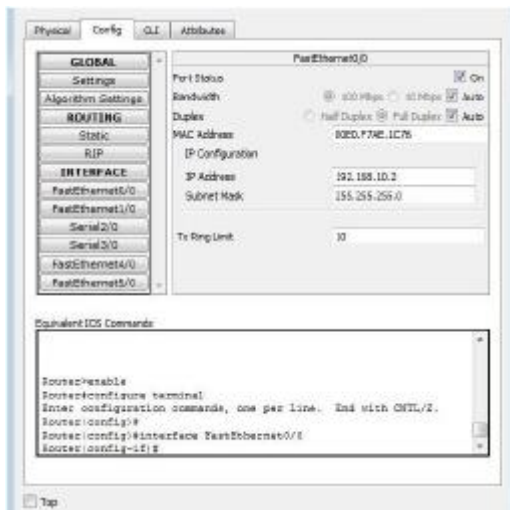 Physical Config CLI Attributes
GLOBAL
Settings
Algorithm Settings
ROUTING
Static
RIP
INTERFACE
FastEthernet0/0
FastEthernet1/0
Serial2/0
Serial3/0
FastEthernet4/0
FastEthernet5/0
FastEthernet0/0
Port Status On
Bandwidth 100 Mbps 10 Mbps Auto
Duplex Half Duplex Full Duplex Auto
MAC Address 00E0.F7AE.1C76
IP Configuration
IP Address 192.168.10.2
Subnet Mask 255.255.255.0
Tx Ring Limit 10
Equivalent IOS Commands
Router>enable
Router#configure terminal
Enter configuration commands, one per line. End with CNTL/Z.
Router(config)#
Router(config)#interface FastEthernet0/0
Router(config-if)#
Top